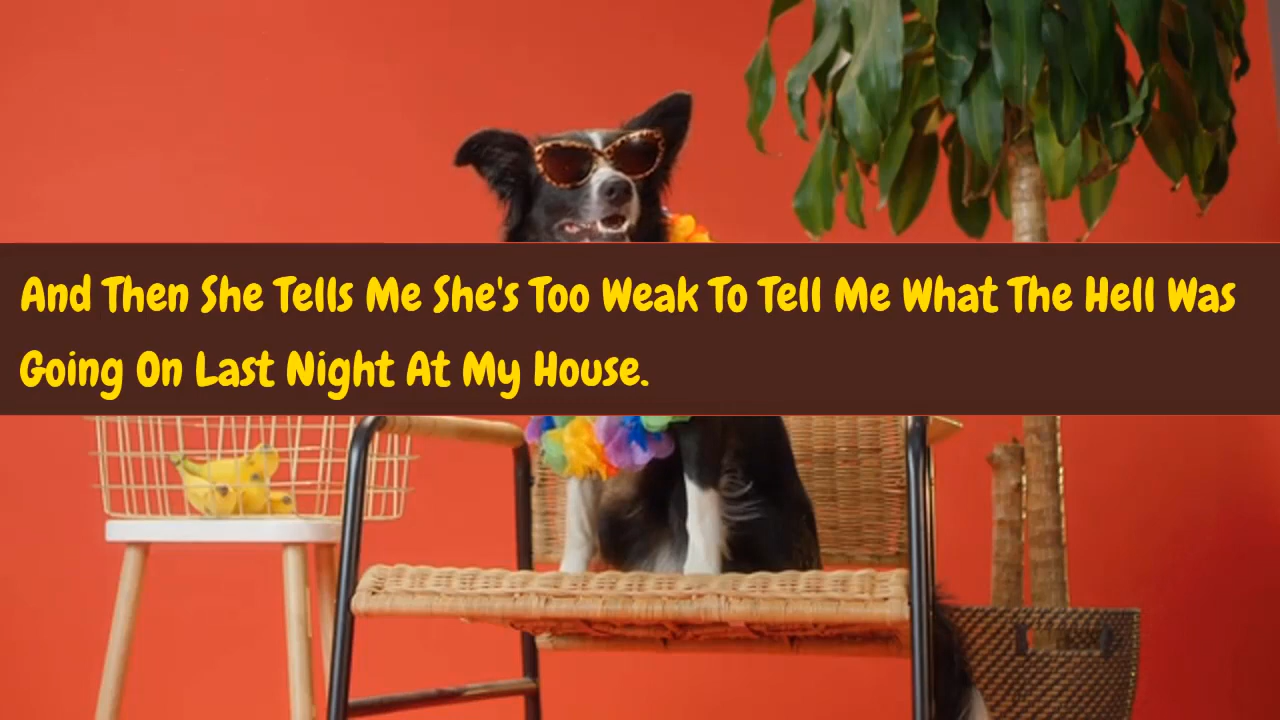 And Then She Tells Me She's Too Weak To Tell Me What The Hell Was
Going On Last Night At My House.